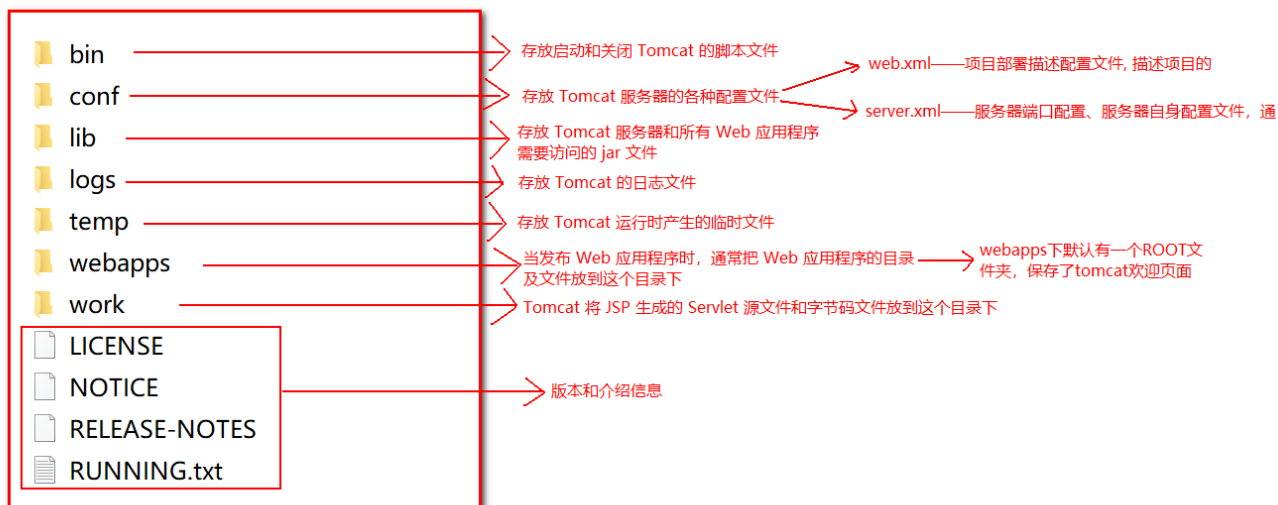 bin
存放启动和关闭 Tomcat 的脚本文件
conf
存放 Tomcat 服务器的各种配置文件
web.xml——项目部署描述配置文件, 描述项目的
server.xml——服务器端口配置、服务器自身配置文件，通
lib
存放 Tomcat 服务器和所有 Web 应用程序
需要访问的 jar 文件
logs
存放 Tomcat 的日志文件
temp
存放 Tomcat 运行时产生的临时文件
webapps
当发布 Web 应用程序时，通常把 Web 应用程序的目录
及文件放到这个目录下
webapps下默认有一个ROOT文
件夹，保存了tomcat欢迎页面
work
Tomcat 将 JSP 生成的 Servlet 源文件和字节码文件放到这个目录下
LICENSE
NOTICE
RELEASE-NOTES
RUNNING.txt
版本和介绍信息